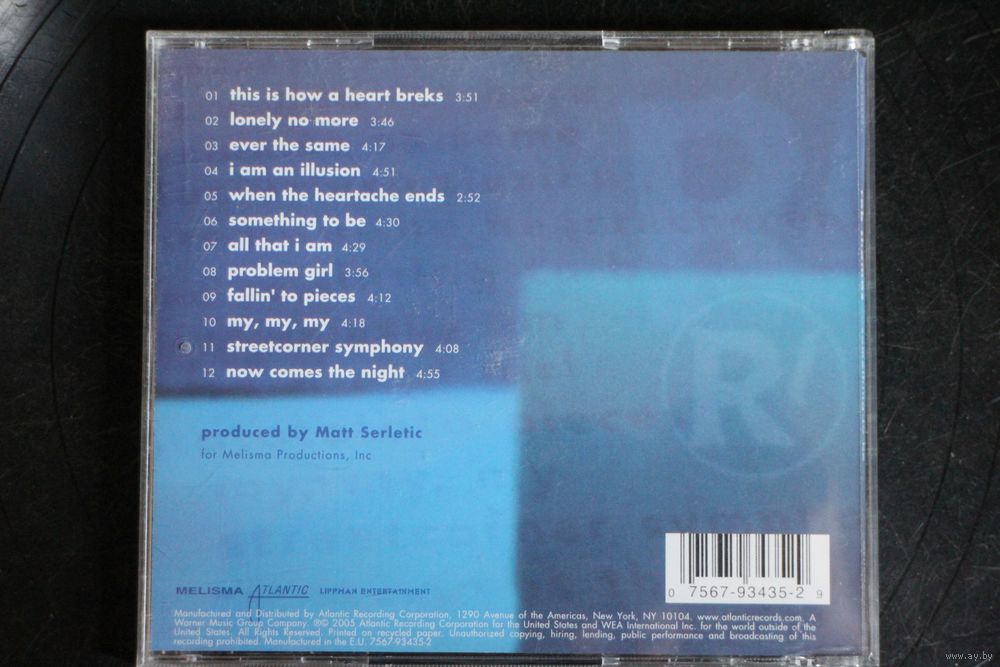 01 this is how a heart breks 3:51
02 lonely no more 3:46
03 ever the same 4:17
04 i am an illusion 4:51
05 when the heartache ends 2:52
06 something to be 4:30
07 all that i am 4:29
08 problem girl 3:56
09 fallin' to pieces 4:12
10 my, my, my 4:18
11 streetcorner symphony 4:08
12 now comes the night 4:55
R
produced by Matt Serletic
for Melisma Productions, Inc
MELISMA ATLANTIC LIPPMAN ENTERTAINMENT
0 7567-93435-2 9
Manufactured and Distributed by Atlantic Recording Corporation, 1290 Avenue of the Americas, New York, NY 10104. www.atlanticrecords.com. A
Warner Music Group Company. ℗© 2005 Atlantic Recording Corporation for the United States and WEA International Inc. for the world outside of the
United States. All Rights Reserved. Printed on recycled paper. Unauthorized copying, hiring, lending, public performance and broadcasting of this
recording prohibited. Manufactured in the E.U. 7567-93435-2
www.ay.by